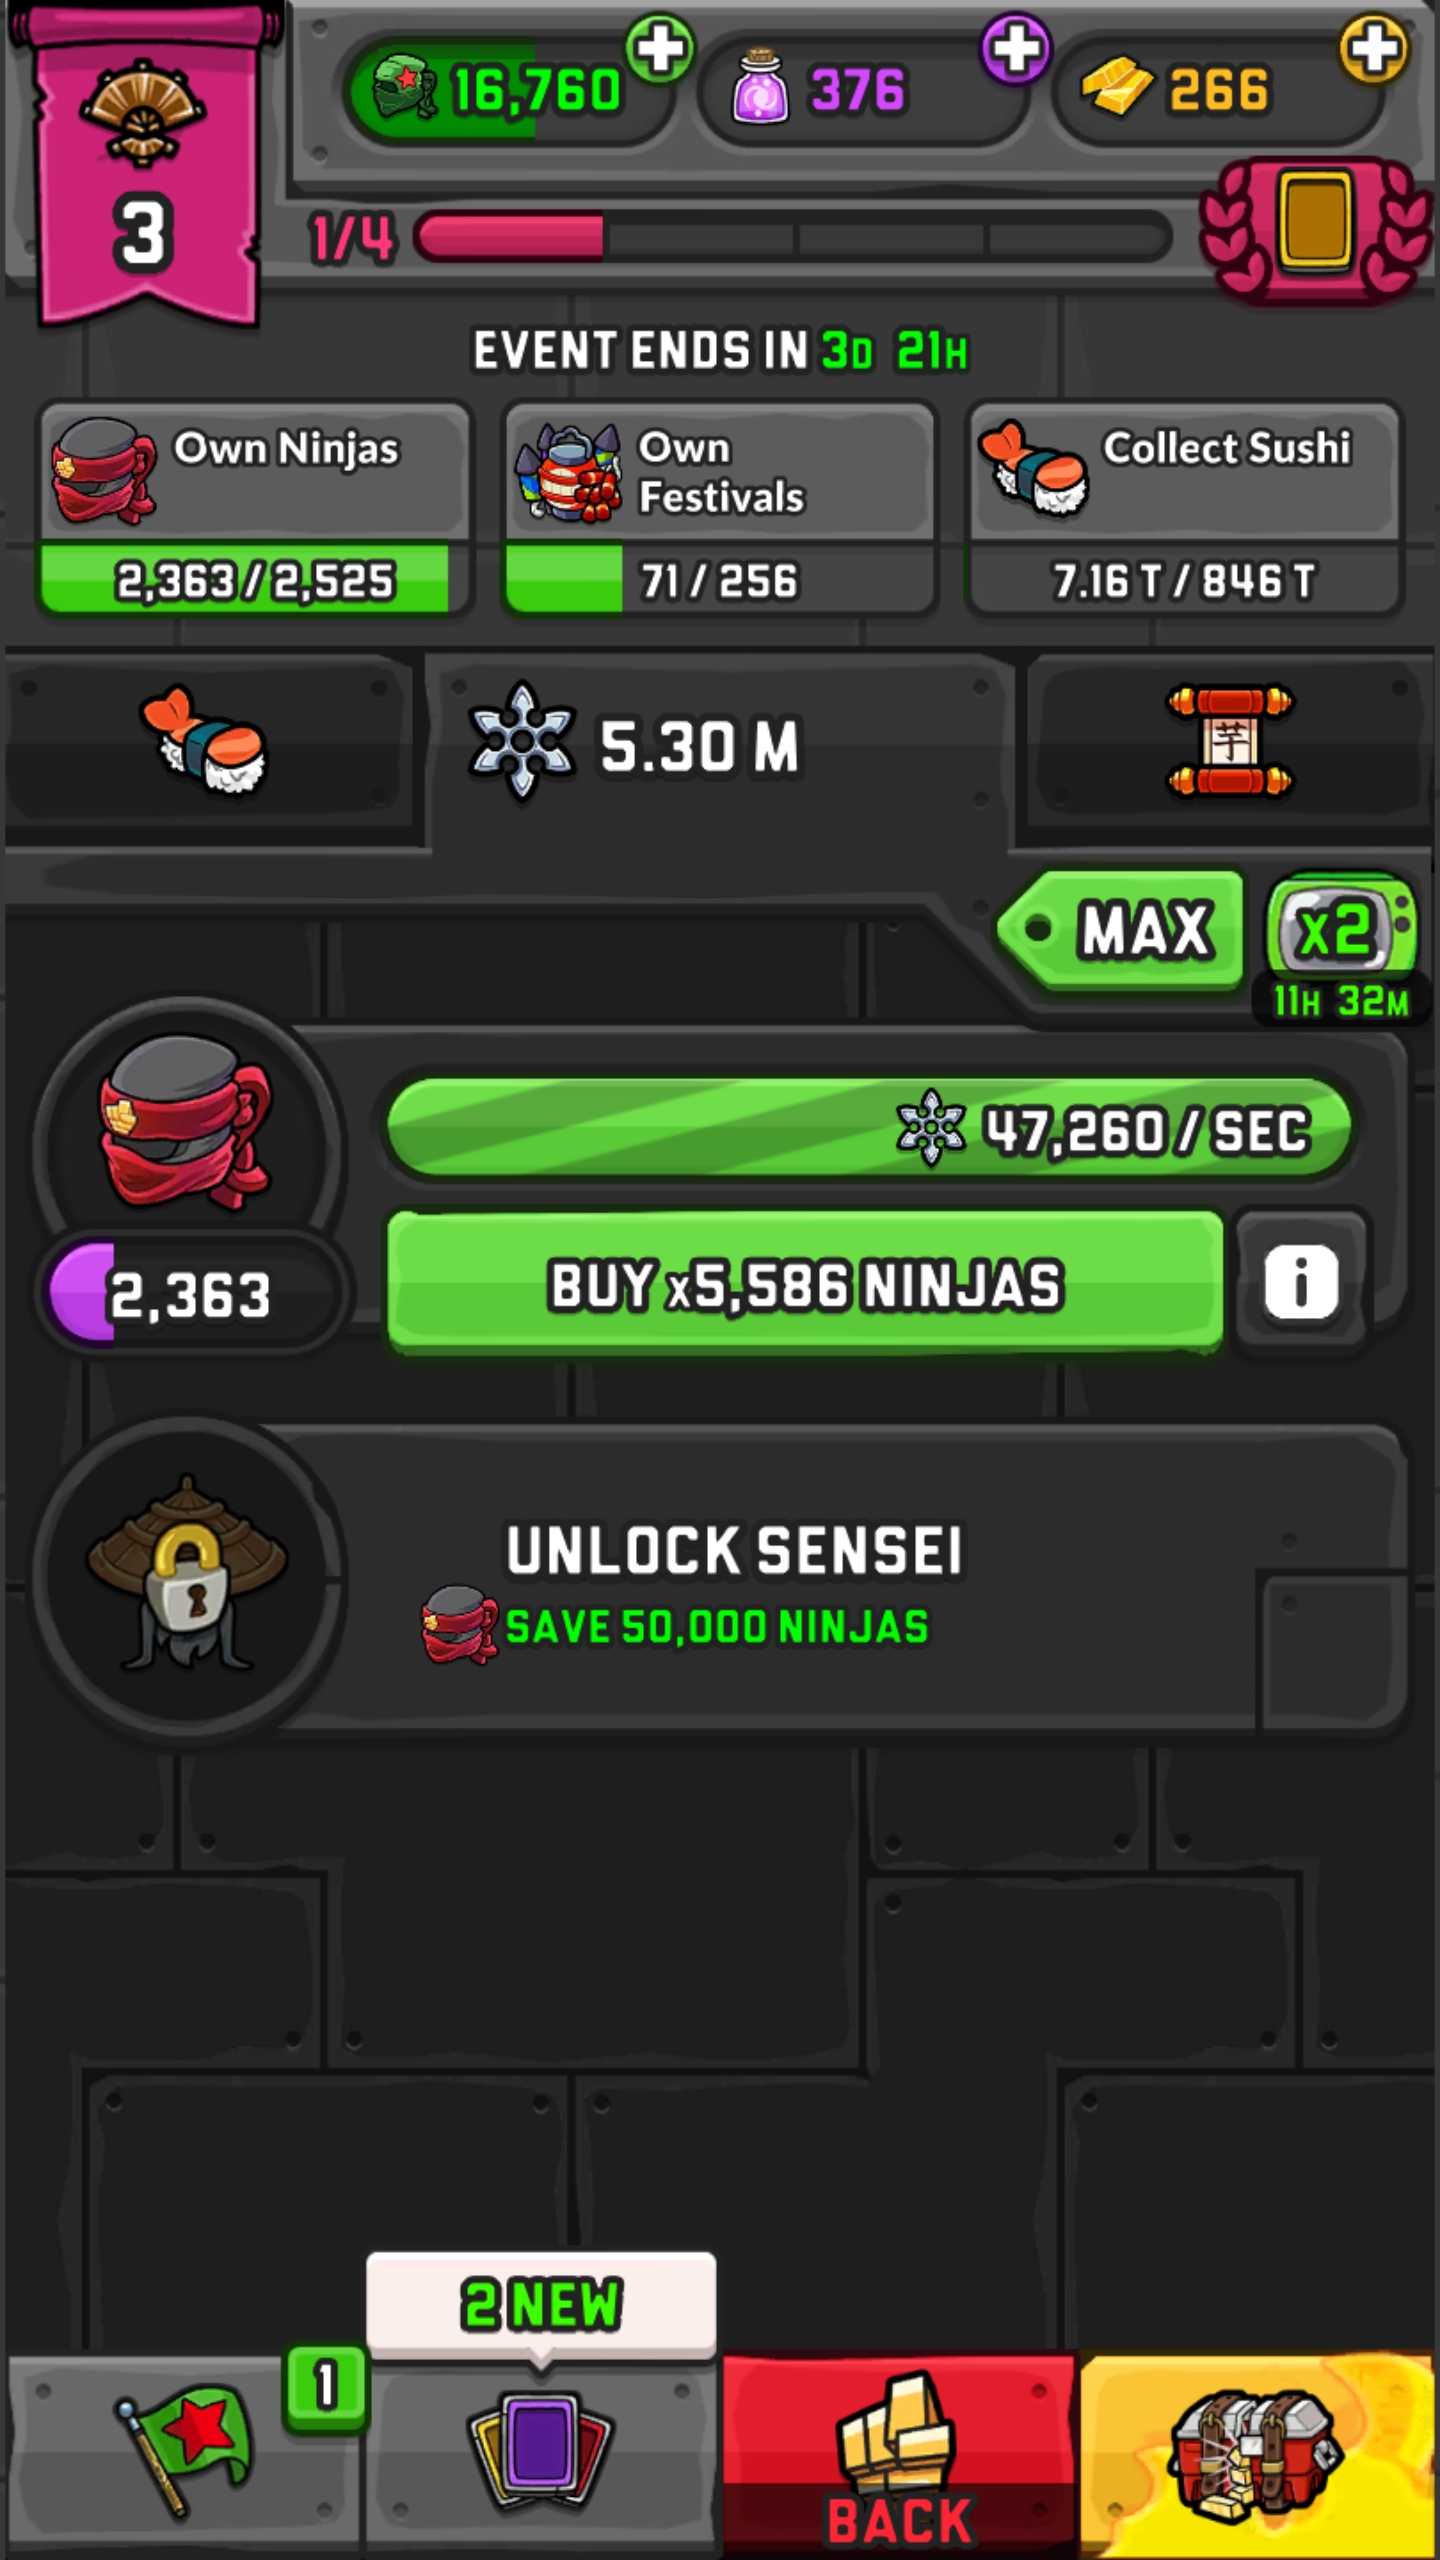 16,760
376
266
3
1/4
EVENT ENDS IN 3D 21H
Own Ninjas
2,363 / 2,525
Own
Festivals
71 / 256
Collect Sushi
7.16 T / 846 T
5.30 M
芋
MAX
x2
11H 32M
47,260 / SEC
2,363
BUY x5,586 NINJAS
i
UNLOCK SENSEI
SAVE 50,000 NINJAS
2 NEW
1
BACK